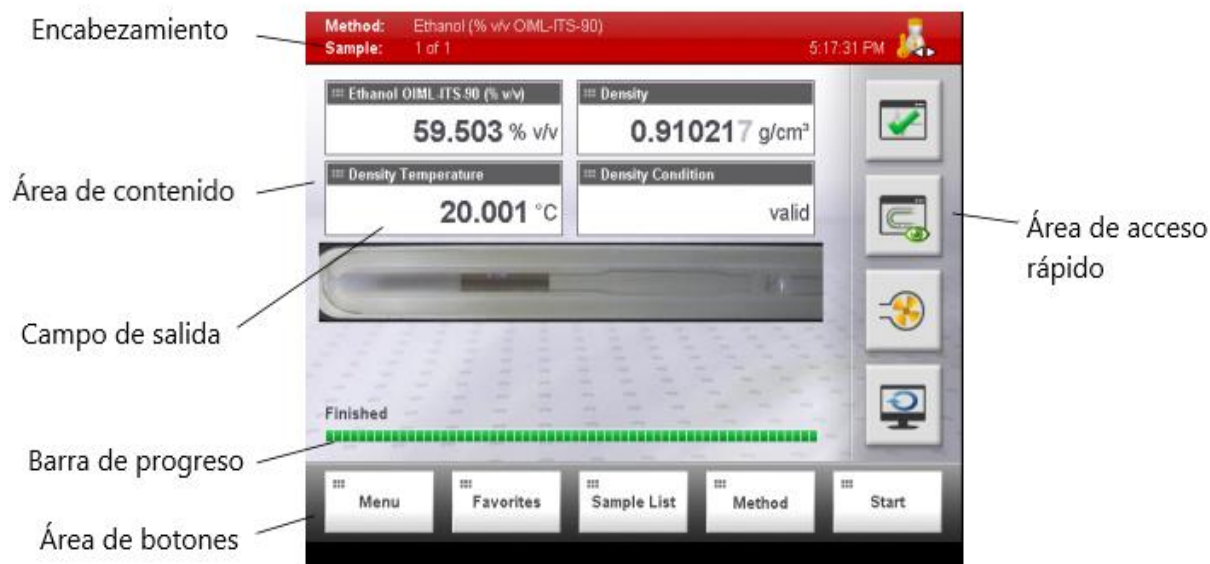 Encabezamiento
Method: Ethanol (% v/v OIML-ITS-90)
Sample: 1 of 1
5:17:31 PM
Ethanol OIML-ITS-90 (% v/v)
59.503 % v/v
Density
0.910217 g/cm³
Área de contenido
Density Temperature
20.001 °C
Density Condition
valid
Área de acceso
rápido
Campo de salida
Finished
Barra de progreso
Menu
Favorites
Sample List
Method
Start
Área de botones